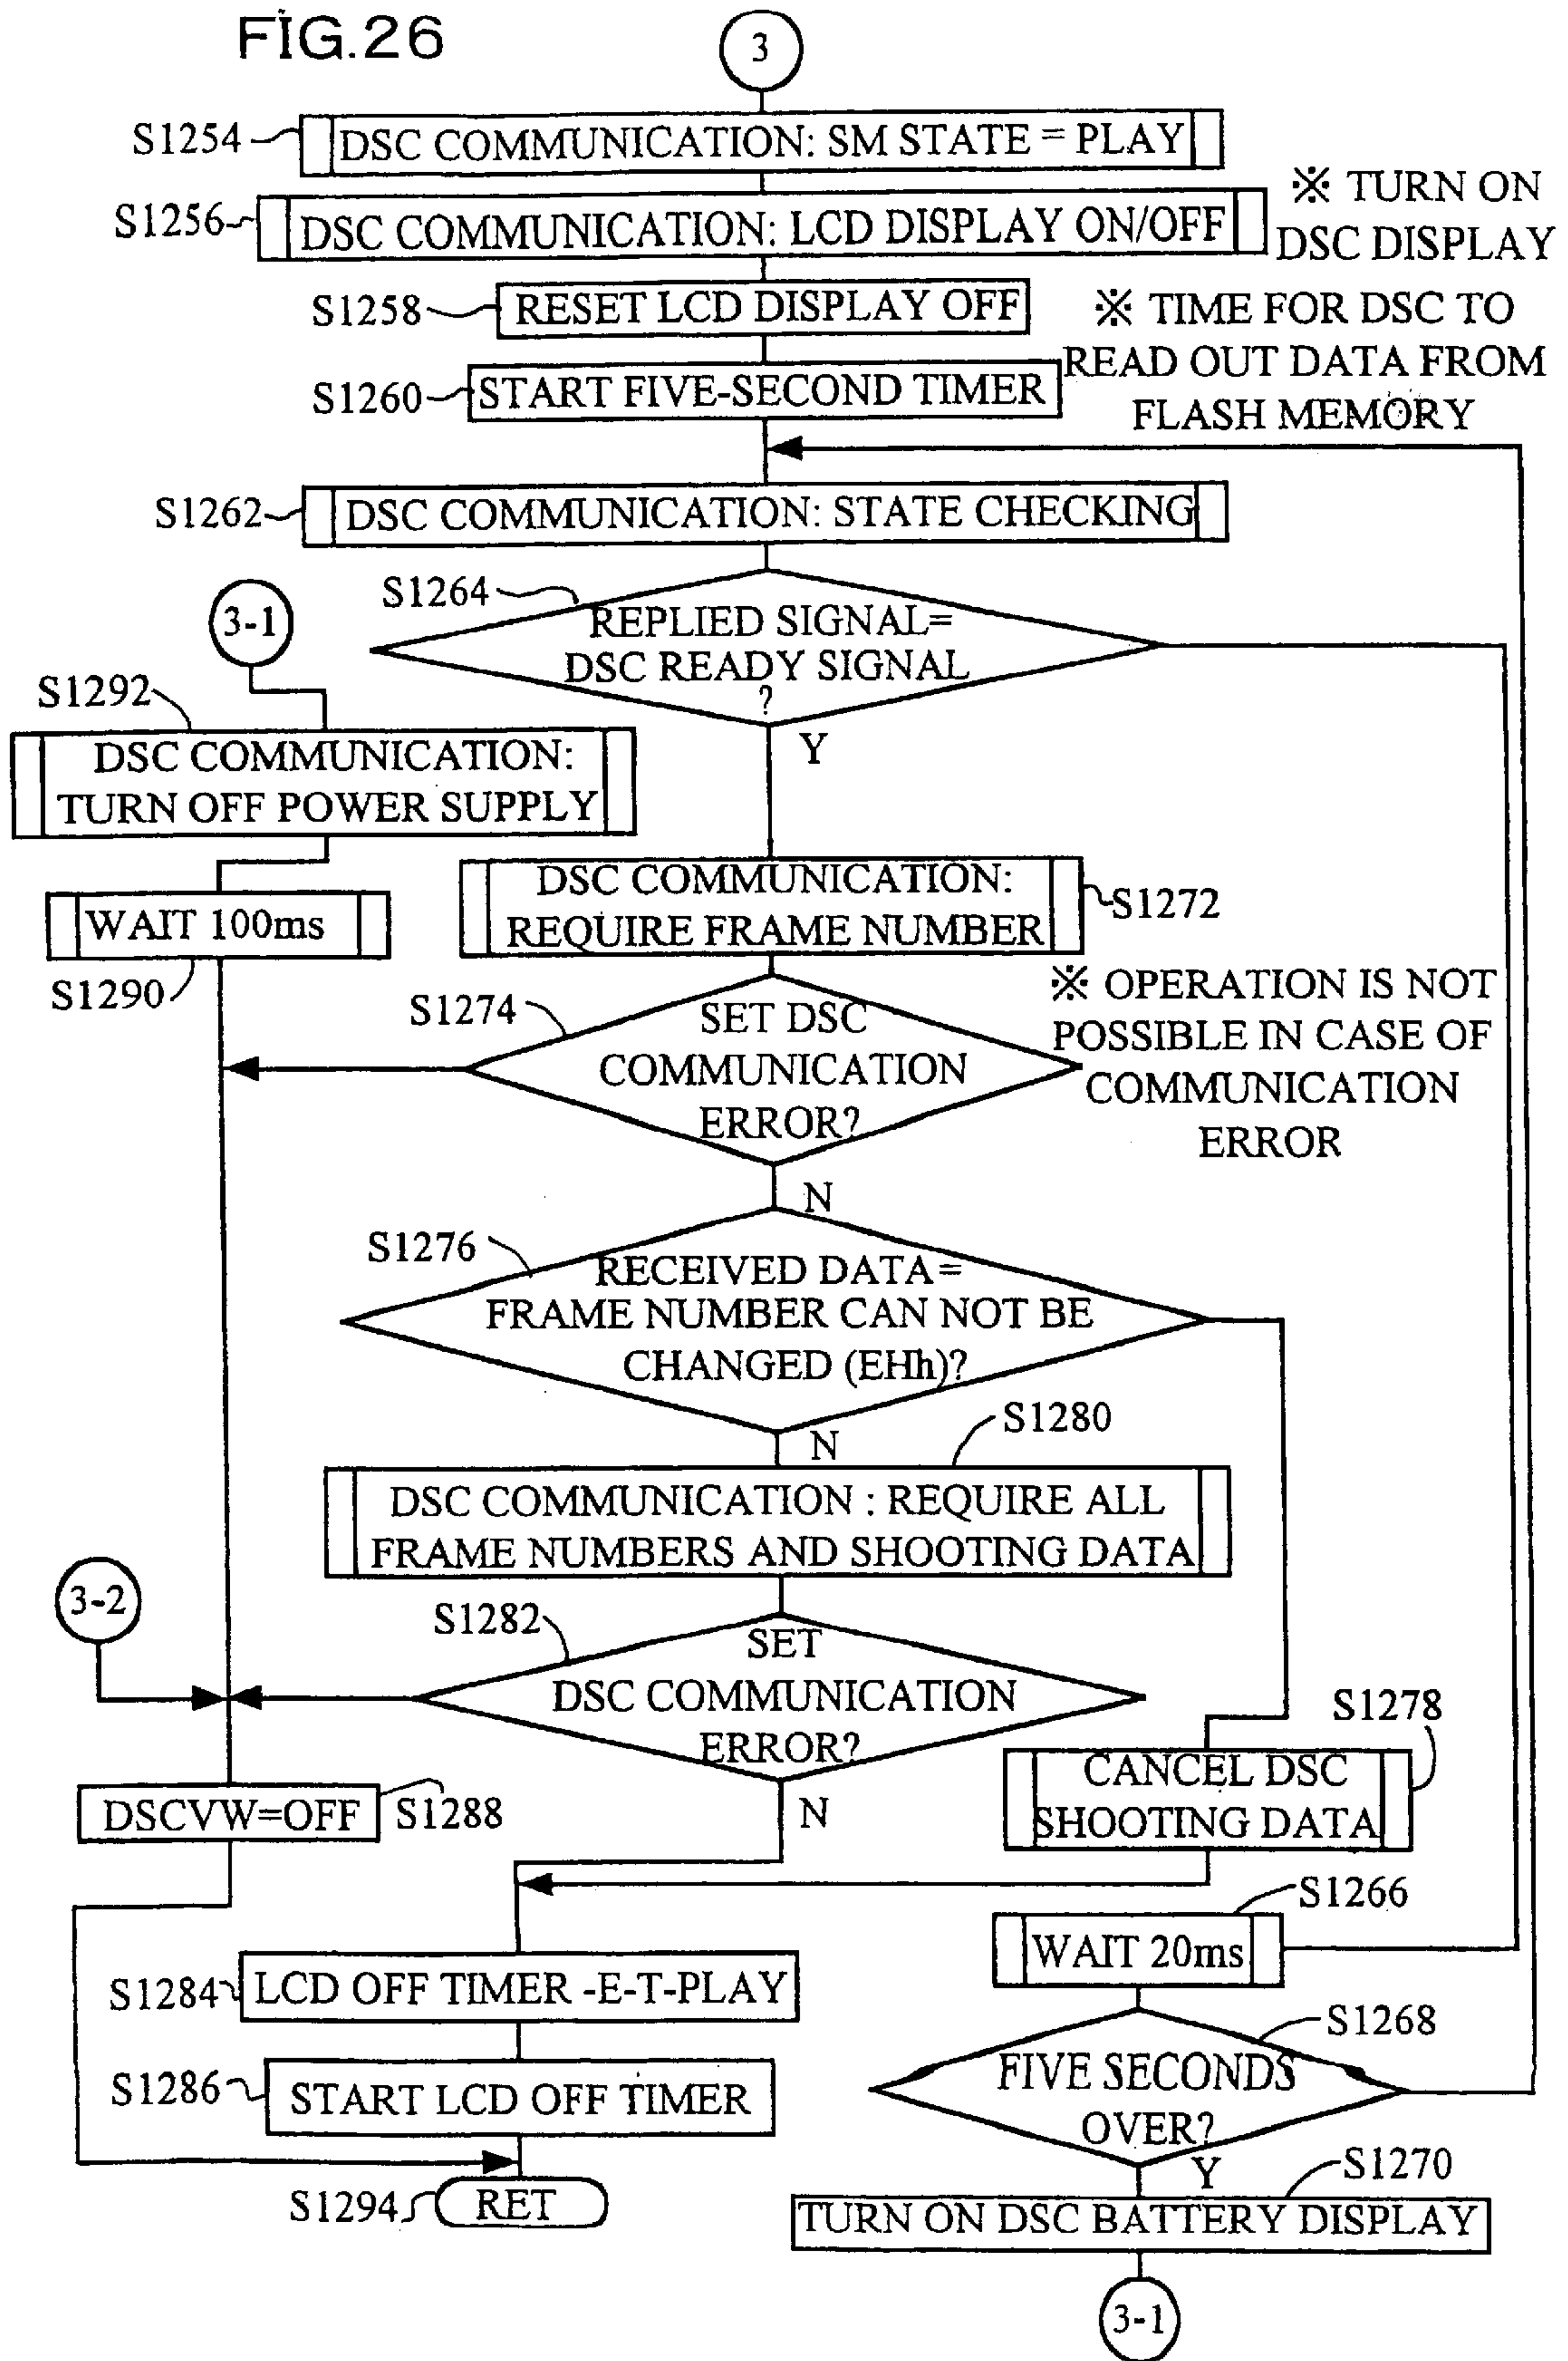 FIG.26
3
S1254
DSC COMMUNICATION: SM STATE = PLAY
S1256
DSC COMMUNICATION: LCD DISPLAY ON/OFF
※ TURN ON
DSC DISPLAY
S1258
RESET LCD DISPLAY OFF
※ TIME FOR DSC TO
READ OUT DATA FROM
FLASH MEMORY
S1260
START FIVE-SECOND TIMER
S1262
DSC COMMUNICATION: STATE CHECKING
S1264
REPLIED SIGNAL=
DSC READY SIGNAL
?
Y
3-1
S1292
DSC COMMUNICATION:
TURN OFF POWER SUPPLY
WAIT 100ms
S1290
DSC COMMUNICATION:
REQUIRE FRAME NUMBER
S1272
S1274
SET DSC
COMMUNICATION
ERROR?
※ OPERATION IS NOT
POSSIBLE IN CASE OF
COMMUNICATION
ERROR
N
S1276
RECEIVED DATA=
FRAME NUMBER CAN NOT BE
CHANGED (EHh)?
N
S1280
DSC COMMUNICATION : REQUIRE ALL
FRAME NUMBERS AND SHOOTING DATA
3-2
S1282
SET
DSC COMMUNICATION
ERROR?
N
S1278
CANCEL DSC
SHOOTING DATA
DSCVW=OFF
S1288
S1266
WAIT 20ms
S1284
LCD OFF TIMER -E-T-PLAY
S1268
FIVE SECONDS
OVER?
Y
S1286
START LCD OFF TIMER
S1270
TURN ON DSC BATTERY DISPLAY
S1294
RET
3-1